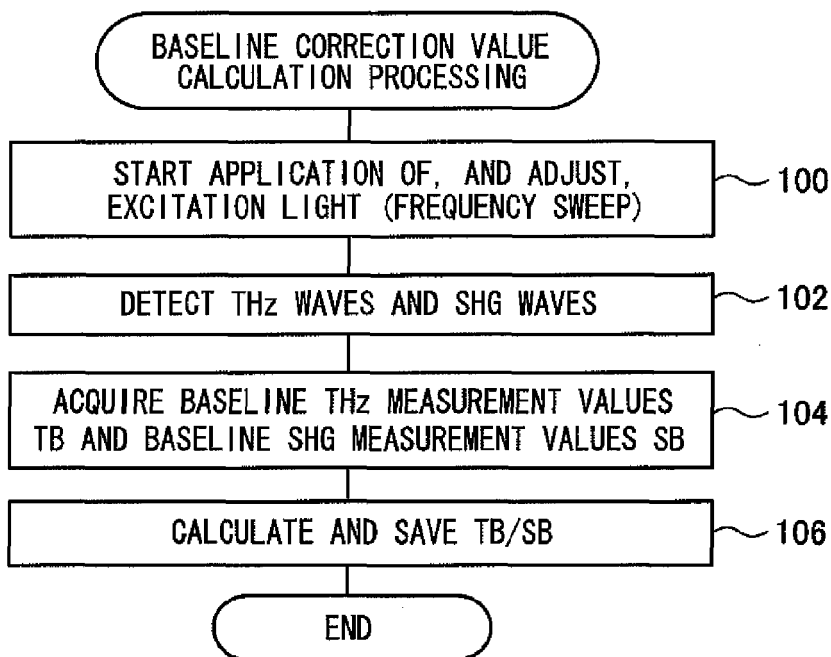 BASELINE CORRECTION VALUE
CALCULATION PROCESSING
START APPLICATION OF, AND ADJUST,
EXCITATION LIGHT (FREQUENCY SWEEP)
100
DETECT THz WAVES AND SHG WAVES
102
ACQUIRE BASELINE THz MEASUREMENT VALUES
TB AND BASELINE SHG MEASUREMENT VALUES SB
104
CALCULATE AND SAVE TB/SB
106
END